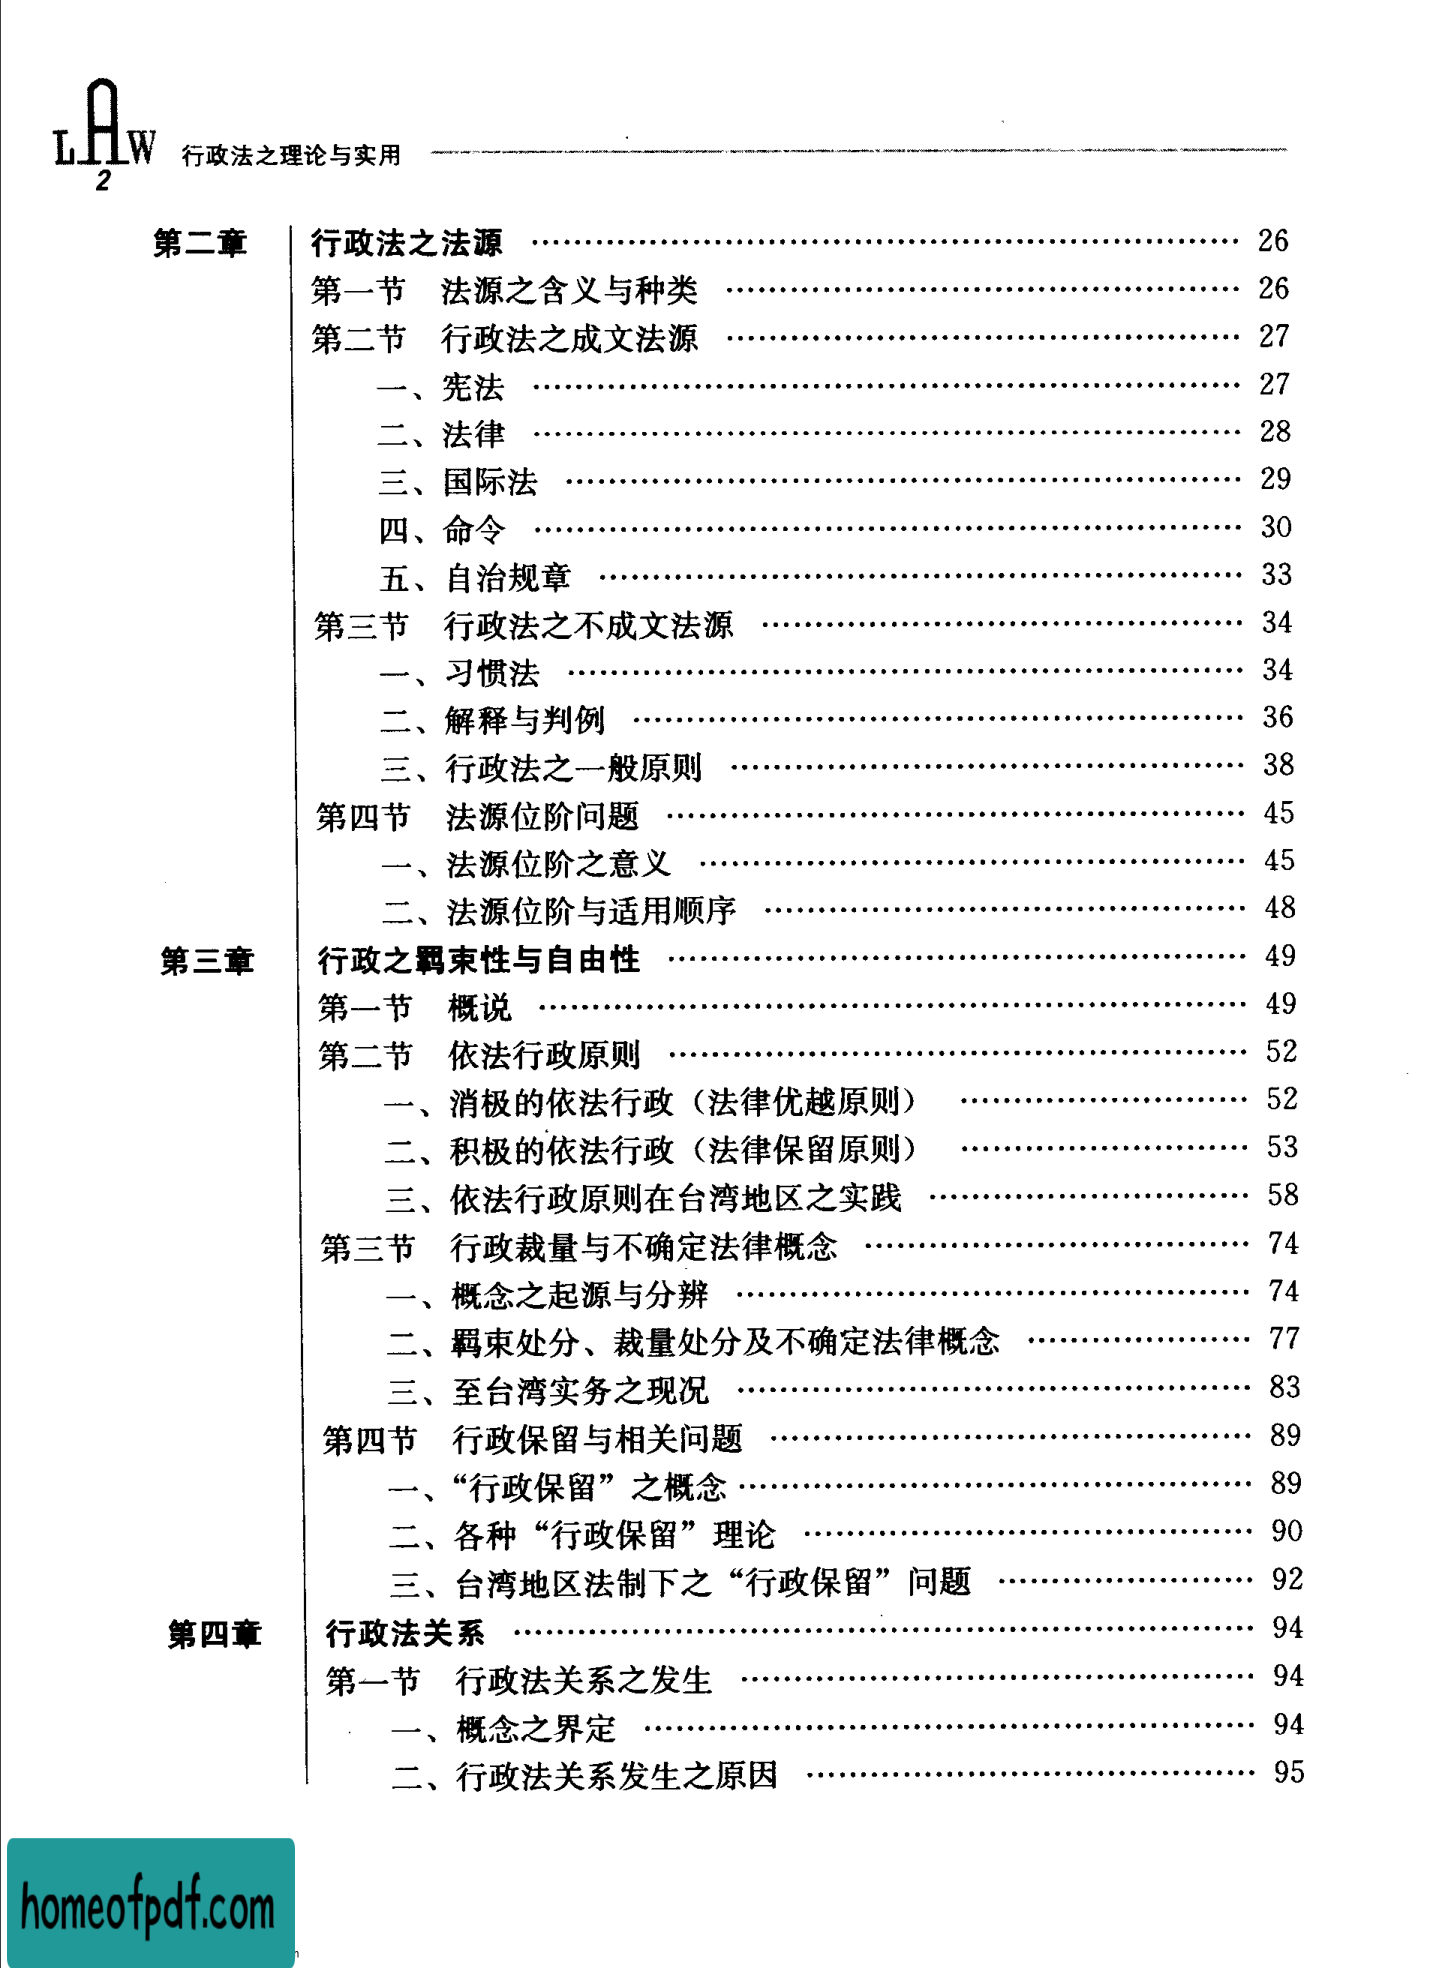 LAW 行政法之理论与实用
2
第二章 行政法之法源 …… 26
第一节 法源之含义与种类 …… 26
第二节 行政法之成文法源 …… 27
一、宪法 …… 27
二、法律 …… 28
三、国际法 …… 29
四、命令 …… 30
五、自治规章 …… 33
第三节 行政法之不成文法源 …… 34
一、习惯法 …… 34
二、解释与判例 …… 36
三、行政法之一般原则 …… 38
第四节 法源位阶问题 …… 45
一、法源位阶之意义 …… 45
二、法源位阶与适用顺序 …… 48
第三章 行政之羁束性与自由性 …… 49
第一节 概说 …… 49
第二节 依法行政原则 …… 52
一、消极的依法行政（法律优越原则） …… 52
二、积极的依法行政（法律保留原则） …… 53
三、依法行政原则在台湾地区之实践 …… 58
第三节 行政裁量与不确定法律概念 …… 74
一、概念之起源与分辨 …… 74
二、羁束处分、裁量处分及不确定法律概念 …… 77
三、至台湾实务之现况 …… 83
第四节 行政保留与相关问题 …… 89
一、“行政保留”之概念 …… 89
二、各种“行政保留”理论 …… 90
三、台湾地区法制下之“行政保留”问题 …… 92
第四章 行政法关系 …… 94
第一节 行政法关系之发生 …… 94
一、概念之界定 …… 94
二、行政法关系发生之原因 …… 95
homeofpdf.com